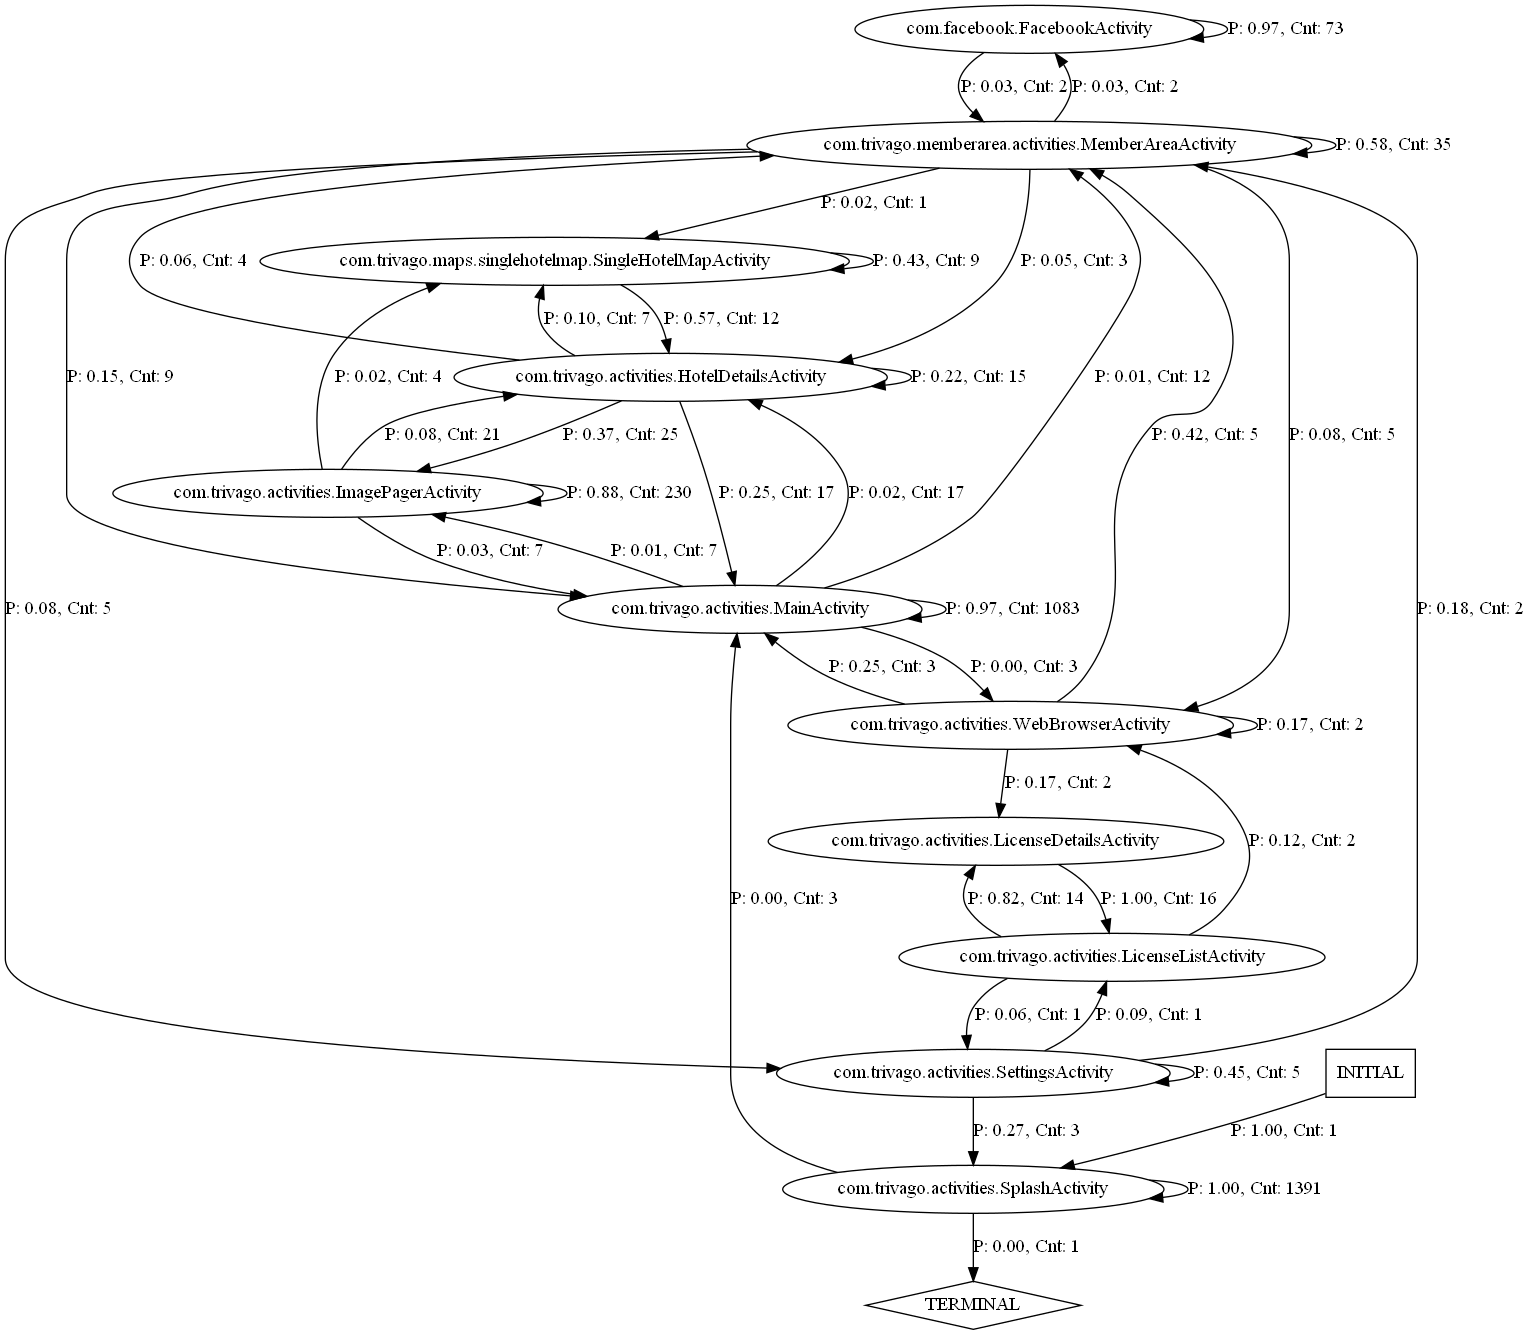 com.facebook.FacebookActivity
P: 0.97, Cnt: 73
P: 0.03, Cnt: 2
P: 0.03, Cnt: 2
com.trivago.memberarea.activities.MemberAreaActivity
P: 0.58, Cnt: 35
P: 0.02, Cnt: 1
com.trivago.maps.singlehotelmap.SingleHotelMapActivity
P: 0.06, Cnt: 4
P: 0.43, Cnt: 9
P: 0.05, Cnt: 3
P: 0.10, Cnt: 7
P: 0.57, Cnt: 12
com.trivago.activities.HotelDetailsActivity
P: 0.15, Cnt: 9
P: 0.02, Cnt: 4
P: 0.22, Cnt: 15
P: 0.01, Cnt: 12
P: 0.08, Cnt: 21
P: 0.37, Cnt: 25
P: 0.42, Cnt: 5
P: 0.08, Cnt: 5
com.trivago.activities.ImagePagerActivity
P: 0.88, Cnt: 230
P: 0.25, Cnt: 17
P: 0.02, Cnt: 17
P: 0.03, Cnt: 7
P: 0.01, Cnt: 7
com.trivago.activities.MainActivity
P: 0.08, Cnt: 5
P: 0.97, Cnt: 1083
P: 0.18, Cnt: 2
P: 0.25, Cnt: 3
P: 0.00, Cnt: 3
com.trivago.activities.WebBrowserActivity
P: 0.17, Cnt: 2
P: 0.17, Cnt: 2
com.trivago.activities.LicenseDetailsActivity
P: 0.12, Cnt: 2
P: 0.00, Cnt: 3
P: 0.82, Cnt: 14
P: 1.00, Cnt: 16
com.trivago.activities.LicenseListActivity
P: 0.06, Cnt: 1
P: 0.09, Cnt: 1
com.trivago.activities.SettingsActivity
P: 0.45, Cnt: 5
INITIAL
P: 0.27, Cnt: 3
P: 1.00, Cnt: 1
com.trivago.activities.SplashActivity
P: 1.00, Cnt: 1391
P: 0.00, Cnt: 1
TERMINAL